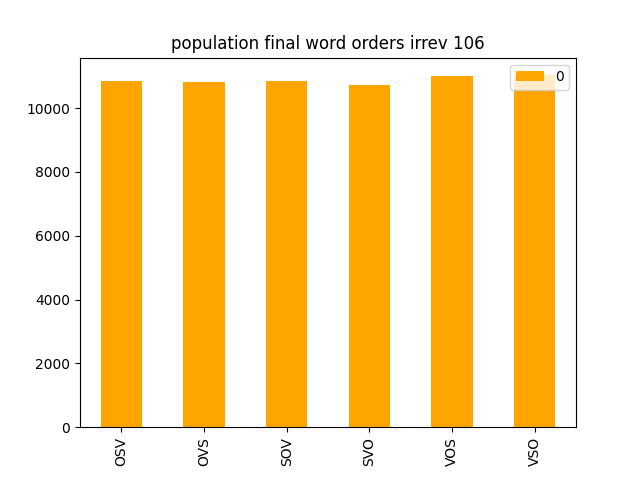 population final word orders irrev 106
0
10000
8000
6000
4000
2000
0
OSV
OVS
SOV
SVO
VOS
VSO